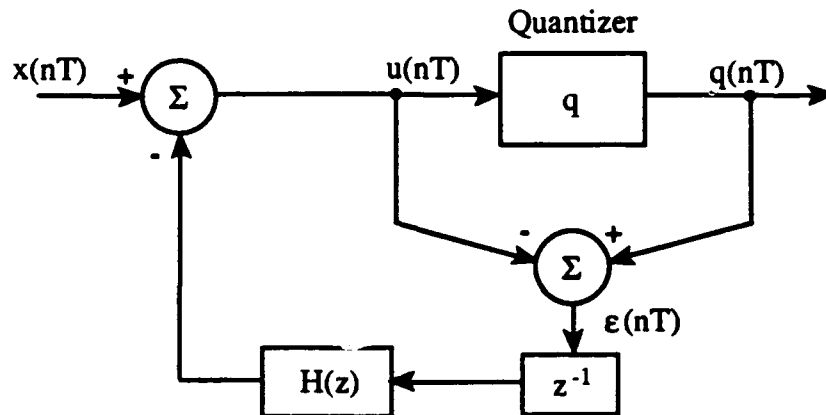 Quantizer
x(nT)
+
Σ
u(nT)
q
q(nT)
-
-
+
Σ
ε(nT)
H(z)
z⁻¹